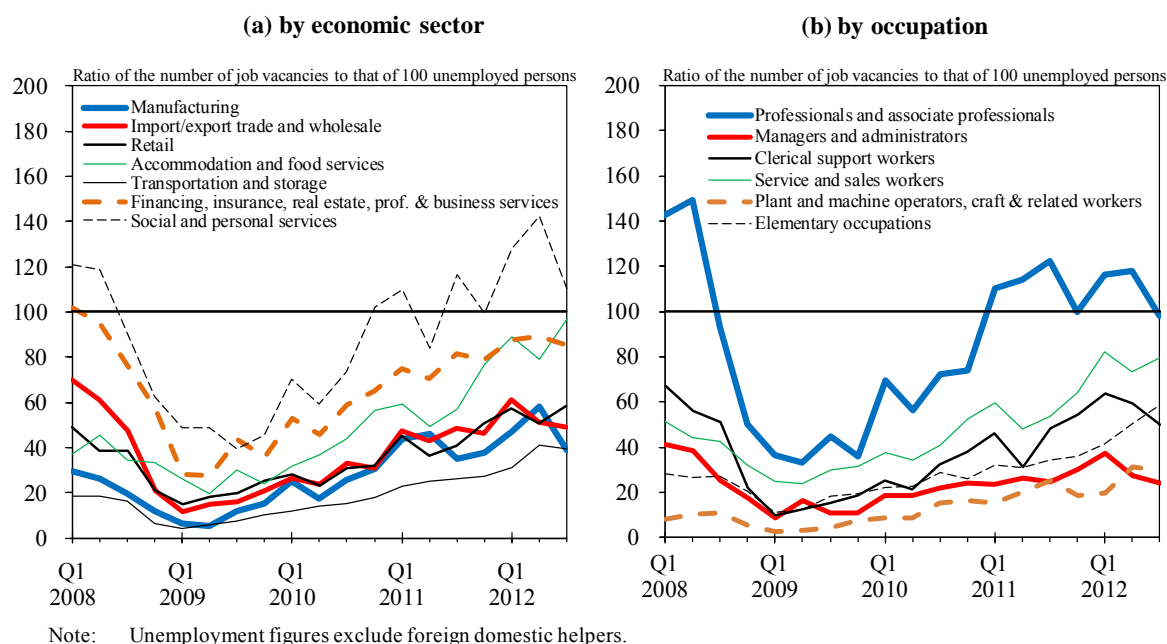 (a) by economic sector
Ratio of the number of job vacancies to that of 100 unemployed persons
200
180
160
140
120
100
80
60
40
20
0
Manufacturing
Import/export trade and wholesale
Retail
Accommodation and food services
Transportation and storage
Financing, insurance, real estate, prof. & business services
Social and personal services
Q1 Q1 Q1 Q1 Q1
2008 2009 2010 2011 2012
(b) by occupation
Ratio of the number of job vacancies to that of 100 unemployed persons
200
180
160
140
120
100
80
60
40
20
0
Professionals and associate professionals
Managers and administrators
Clerical support workers
Service and sales workers
Plant and machine operators, craft & related workers
Elementary occupations
Q1 Q1 Q1 Q1 Q1
2008 2009 2010 2011 2012
Note: Unemployment figures exclude foreign domestic helpers.